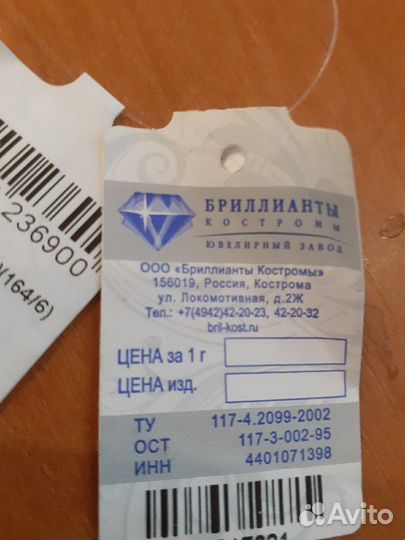 236900
)(164/6)
БРИЛЛИАНТЫ
КОСТРОМЫ
ЮВЕЛИРНЫЙ ЗАВОД
ООО «Бриллианты Костромы»
156019, Россия, Кострома
ул. Локомотивная, д.2Ж
Тел.: +7(4942)42-20-23, 42-20-32
bril-kost.ru
ЦЕНА за 1 г
ЦЕНА изд.
ТУ 117-4.2099-2002
ОСТ 117-3-002-95
ИНН 4401071398
Avito